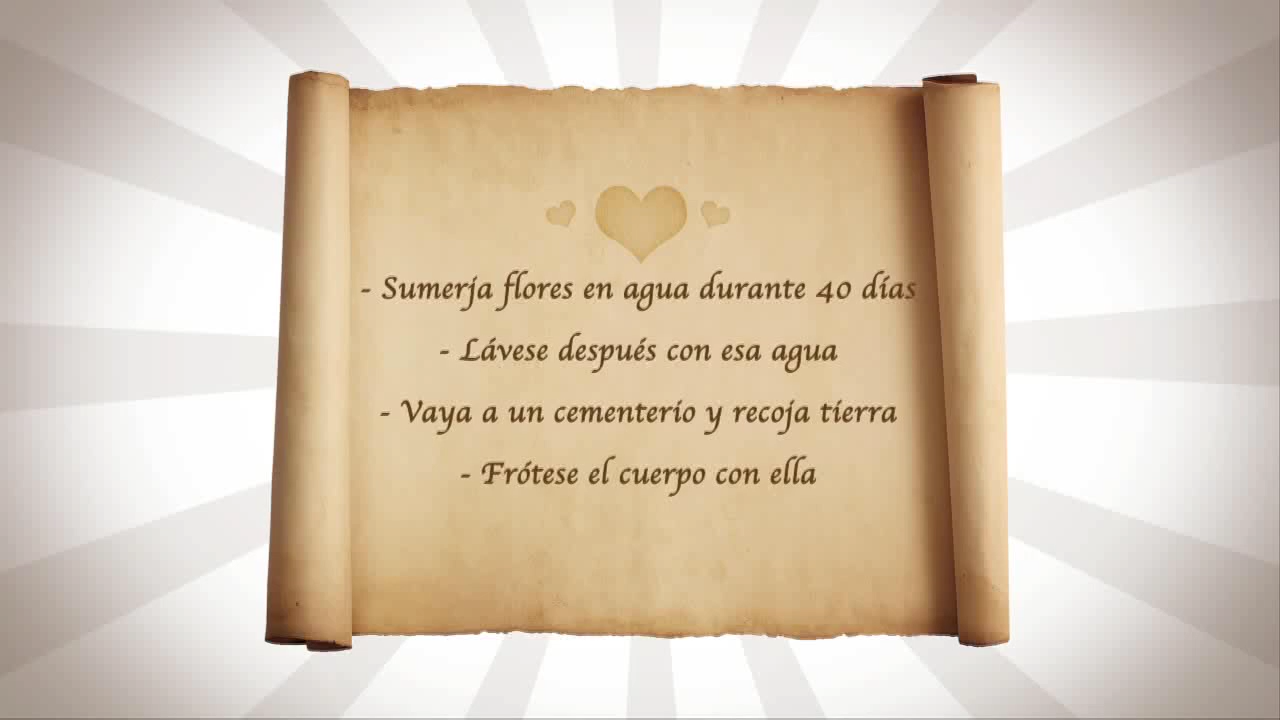 - Sumerja flores en agua durante 40 días
- Lávese después con esa agua
- Vaya a un cementerio y recoja tierra
- Frótese el cuerpo con ella